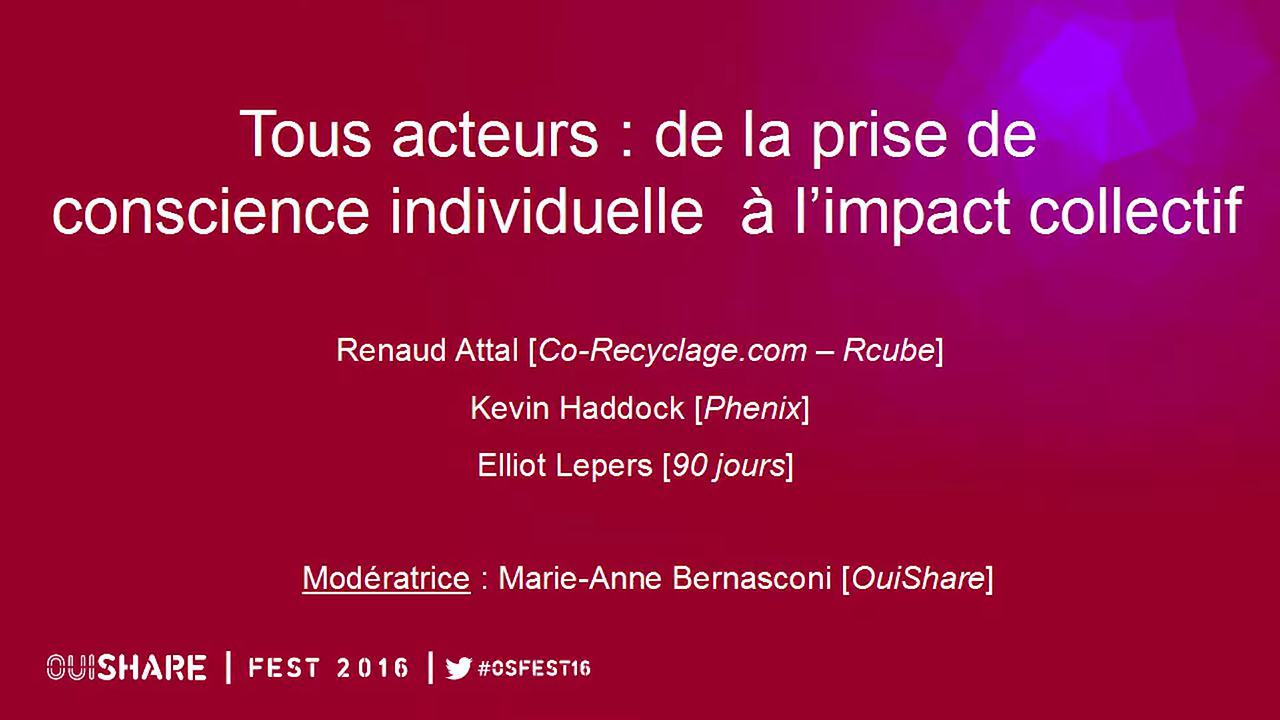 Tous acteurs : de la prise de
conscience individuelle à l’impact collectif
Renaud Attal [Co-Recyclage.com – Rcube]
Kevin Haddock [Phenix]
Elliot Lepers [90 jours]
Modératrice : Marie-Anne Bernasconi [OuiShare]
OUISHARE | FEST 2016 | #OSFEST16